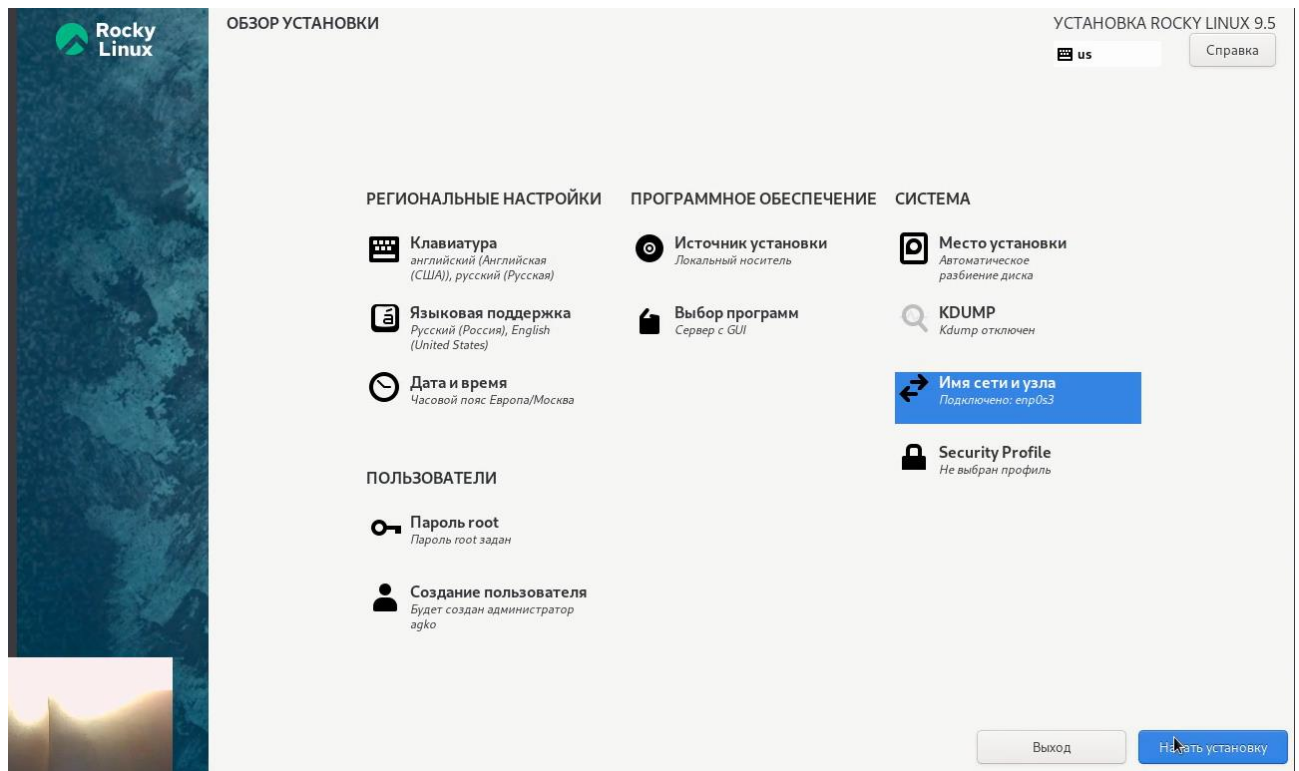 Rocky
Linux
ОБЗОР УСТАНОВКИ
УСТАНОВКА ROCKY LINUX 9.5
us
Справка
РЕГИОНАЛЬНЫЕ НАСТРОЙКИ
Клавиатура
английский (Английская
(США)), русский (Русская)
Языковая поддержка
Русский (Россия), English
(United States)
Дата и время
Часовой пояс Европа/Москва
ПРОГРАММНОЕ ОБЕСПЕЧЕНИЕ
Источник установки
Локальный носитель
Выбор программ
Сервер с GUI
СИСТЕМА
Место установки
Автоматическое
разбиение диска
KDUMP
Kdump отключен
Имя сети и узла
Подключено: enp0s3
Security Profile
Не выбран профиль
ПОЛЬЗОВАТЕЛИ
Пароль root
Пароль root задан
Создание пользователя
Будет создан администратор
agko
Выход
Начать установку